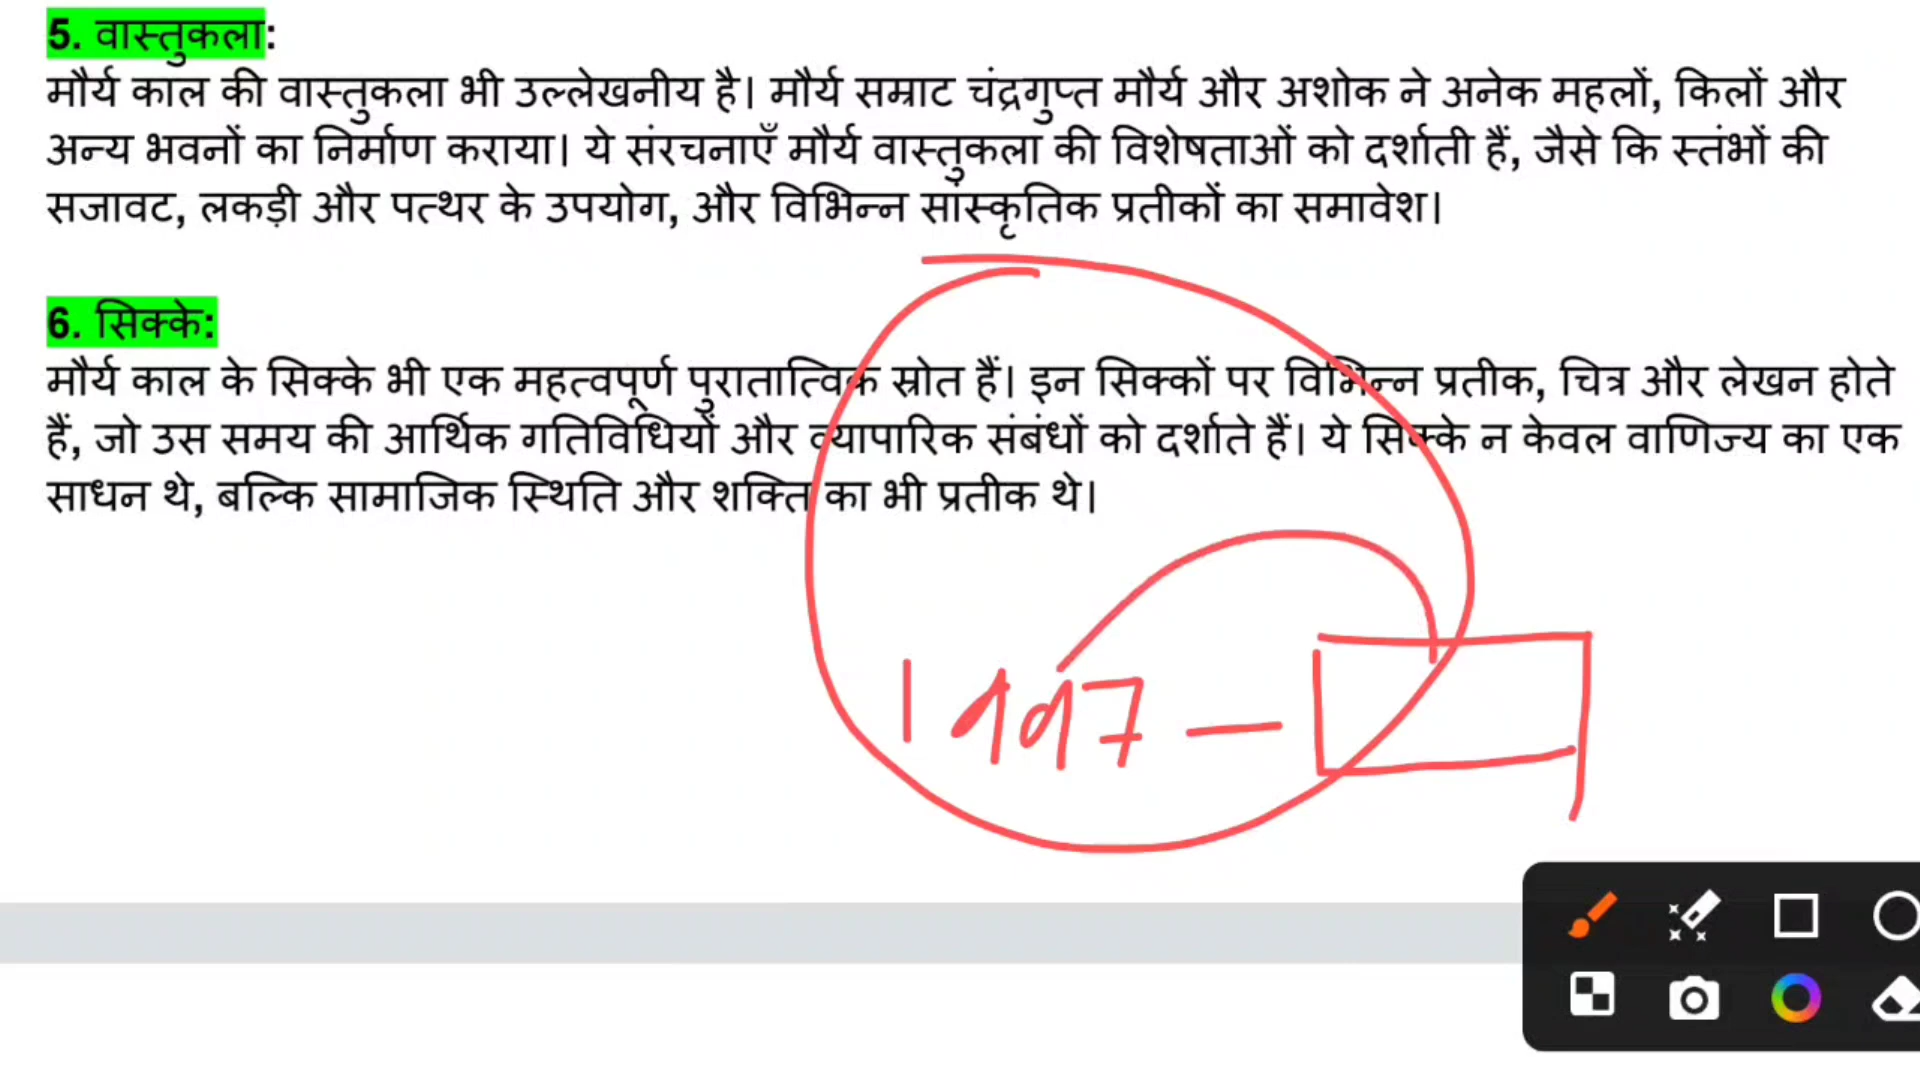 5. वास्तुकला:
मौर्य काल की वास्तुकला भी उल्लेखनीय है। मौर्य सम्राट चंद्रगुप्त मौर्य और अशोक ने अनेक महलों, किलों और
अन्य भवनों का निर्माण कराया। ये संरचनाएँ मौर्य वास्तुकला की विशेषताओं को दर्शाती हैं, जैसे कि स्तंभों की
सजावट, लकड़ी और पत्थर के उपयोग, और विभिन्न सांस्कृतिक प्रतीकों का समावेश।
6. सिक्के:
मौर्य काल के सिक्के भी एक महत्वपूर्ण पुरातात्विक स्रोत हैं। इन सिक्कों पर विभिन्न प्रतीक, चित्र और लेखन होते
हैं, जो उस समय की आर्थिक गतिविधियों और व्यापारिक संबंधों को दर्शाते हैं। ये सिक्के न केवल वाणिज्य का एक
साधन थे, बल्कि सामाजिक स्थिति और शक्ति का भी प्रतीक थे।
1997 —